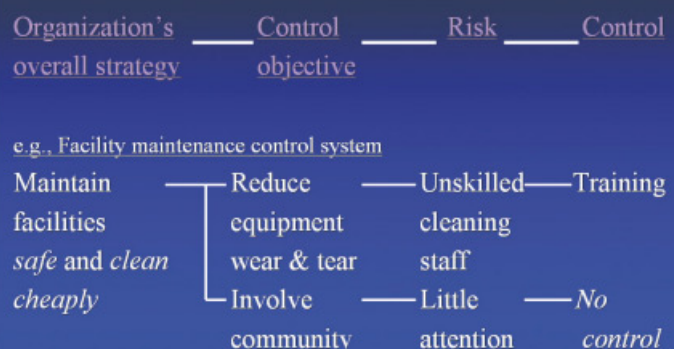 Organization's Control Risk Control
overall strategy objective
e.g., Facility maintenance control system
Maintain Reduce Unskilled Training
facilities equipment cleaning
safe and clean wear & tear staff
cheaply Involve Little No
community attention control